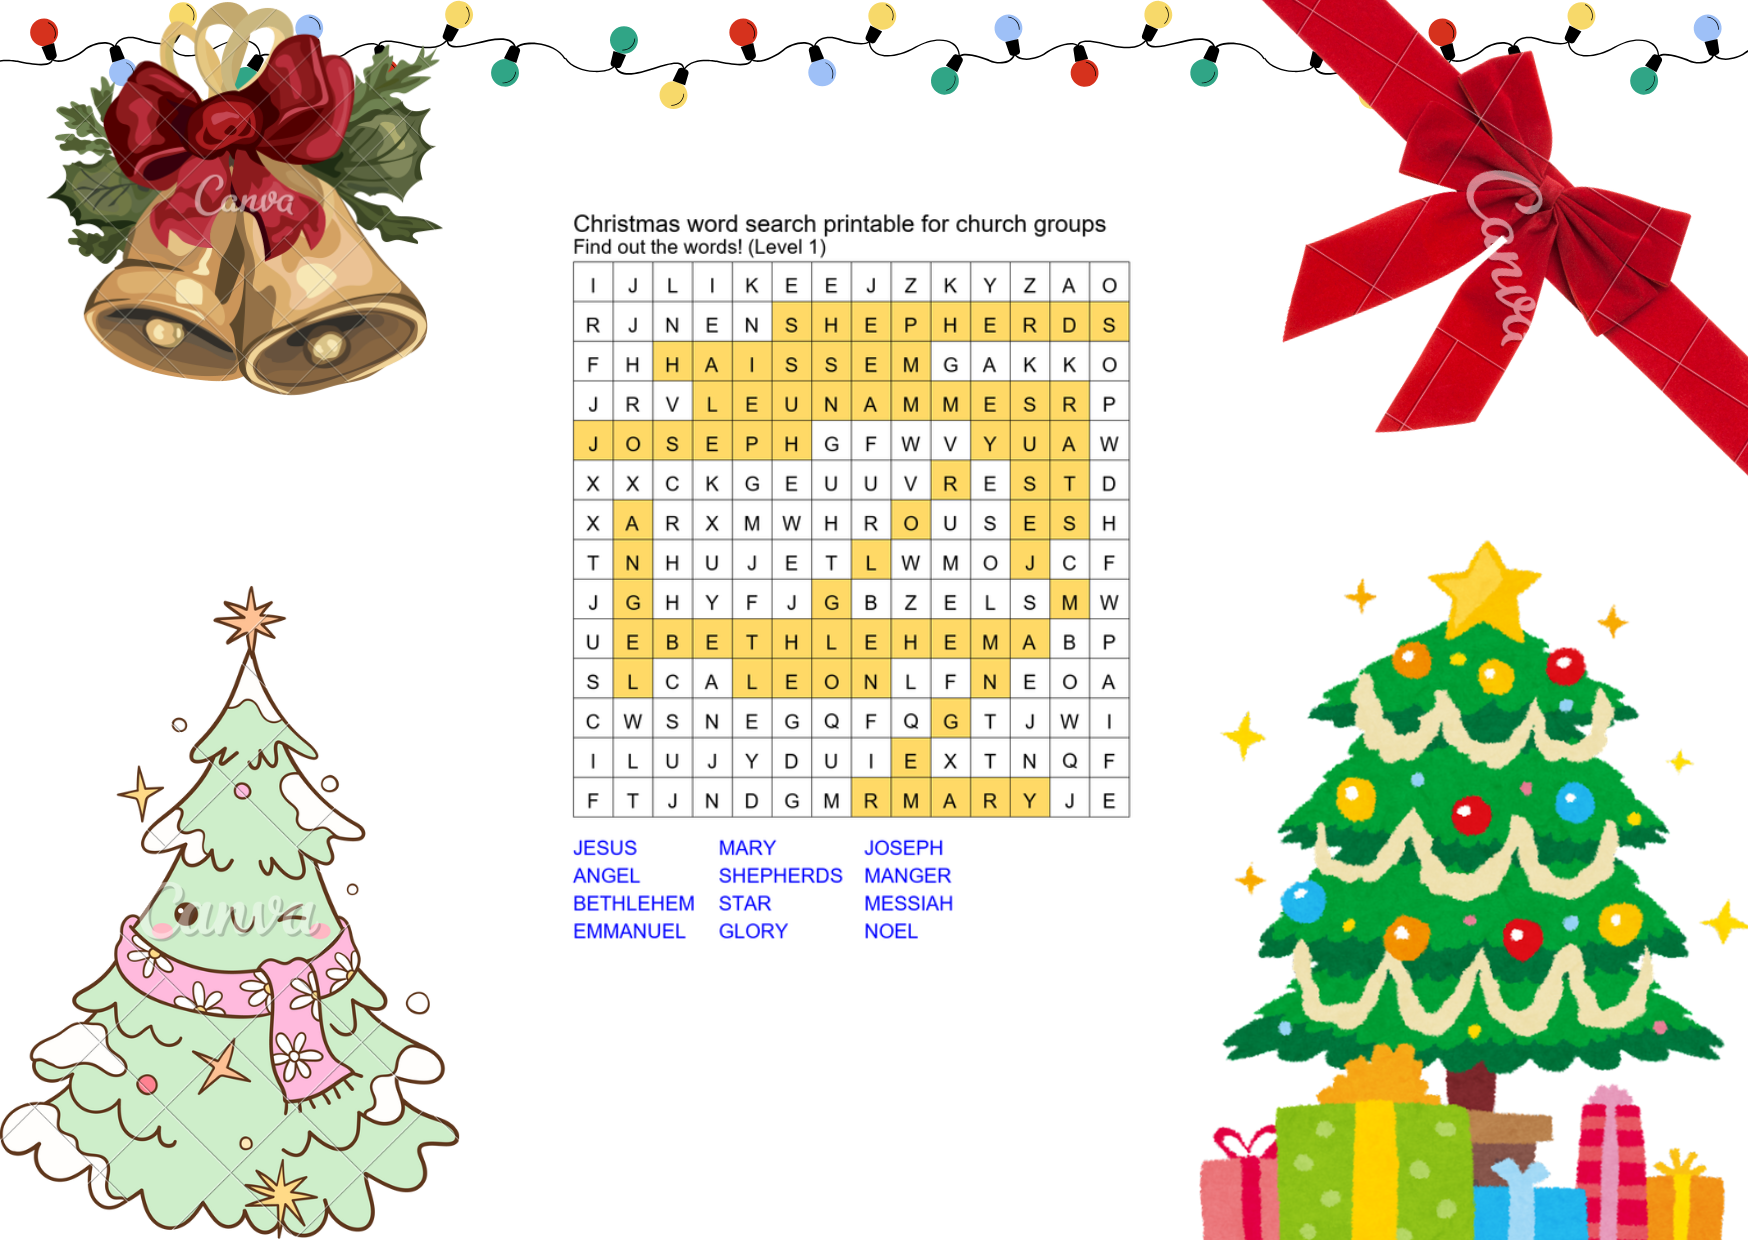 Canva
Canva
Christmas word search printable for church groups
Find out the words! (Level 1)
I J L I K E E J Z K Y Z A O
R J N E N S H E P H E R D S
F H H A I S S E M G A K K O
J R V L E U N A M M E S R P
J O S E P H G F W V Y U A W
X X C K G E U U V R E S T D
X A R X M W H R O U S E S H
T N H U J E T L W M O J C F
J G H Y F J G B Z E L S M W
U E B E T H L E H E M A B P
S L C A L E O N L F N E O A
C W S N E G Q F Q G T J W I
I L U J Y D U I E X T N Q F
F T J N D G M R M A R Y J E
JESUS MARY JOSEPH
ANGEL SHEPHERDS MANGER
BETHLEHEM STAR MESSIAH
EMMANUEL GLORY NOEL
Canva